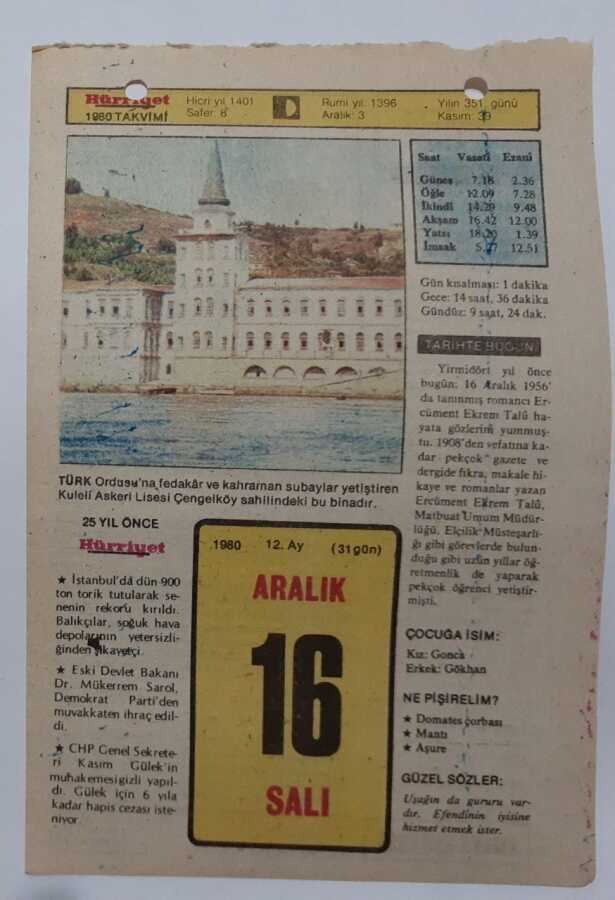 Hürriyet
1980 TAKVİMİ
Hicri yıl 1401
Safer: 8
Rumi yıl: 1396
Aralık: 3
Yılın 351. günü
Kasım: 39
Saat Vasati Ezani
Güneş 7.18 2.36
Öğle 12.09 7.28
İkindi 14.29 9.48
Akşam 16.42 12.00
Yatsı 18.20 1.39
İmsak 12.51
Gün kısalması: 1 dakika
Gece: 14 saat, 36 dakika
Gündüz: 9 saat, 24 dak.
TARİHTE BUGÜN
Yirmidört yıl önce
bugün: 16 Aralık 1956'
da tanınmış romancı Er-
cüment Ekrem Talû ha-
yata gözlerini yummuş-
tu. 1908'den vefatına ka-
dar pekçok gazete ve
dergide fıkra, makale hi-
kaye ve romanlar yazan
Ercüment Ekrem Talû,
Matbuat Umum Müdür-
lüğü, Elçilik Müsteşarlı-
ğı gibi görevlerde bulun-
duğu gibi uzun yıllar öğ-
retmenlik de yaparak
pekçok öğrenci yetiştir-
mişti.
TÜRK Ordusu'na fedakâr ve kahraman subaylar yetiştiren
Kuleli Askeri Lisesi Çengelköy sahilindeki bu binadır.
25 YIL ÖNCE
Hürriyet
★ İstanbul'da dün 900
ton torik tutularak se-
nenin rekoru kırıldı.
Balıkçılar, soğuk hava
depolarının yetersizli-
ğinden şikayetçi.
★ Eski Devlet Bakanı
Dr. Mükerrem Sarol,
Demokrat Parti'den
muvakkaten ihraç edil-
di.
★ CHP Genel Sekrete-
ri Kasım Gülek'in
muhakemesi gizli yapıl-
dı. Gülek için 6 yıla
kadar hapis cezası iste-
niyor.
1980 12. Ay (31 gün)
ARALIK
16
SALI
ÇOCUĞA İSİM:
Kız: Gonca
Erkek: Gökhan
NE PİŞİRELİM?
★ Domates çorbası
★ Mantı
★ Aşure
GÜZEL SÖZLER:
Uşağın da gururu var-
dır. Efendinin iyisine
hizmet etmek ister.